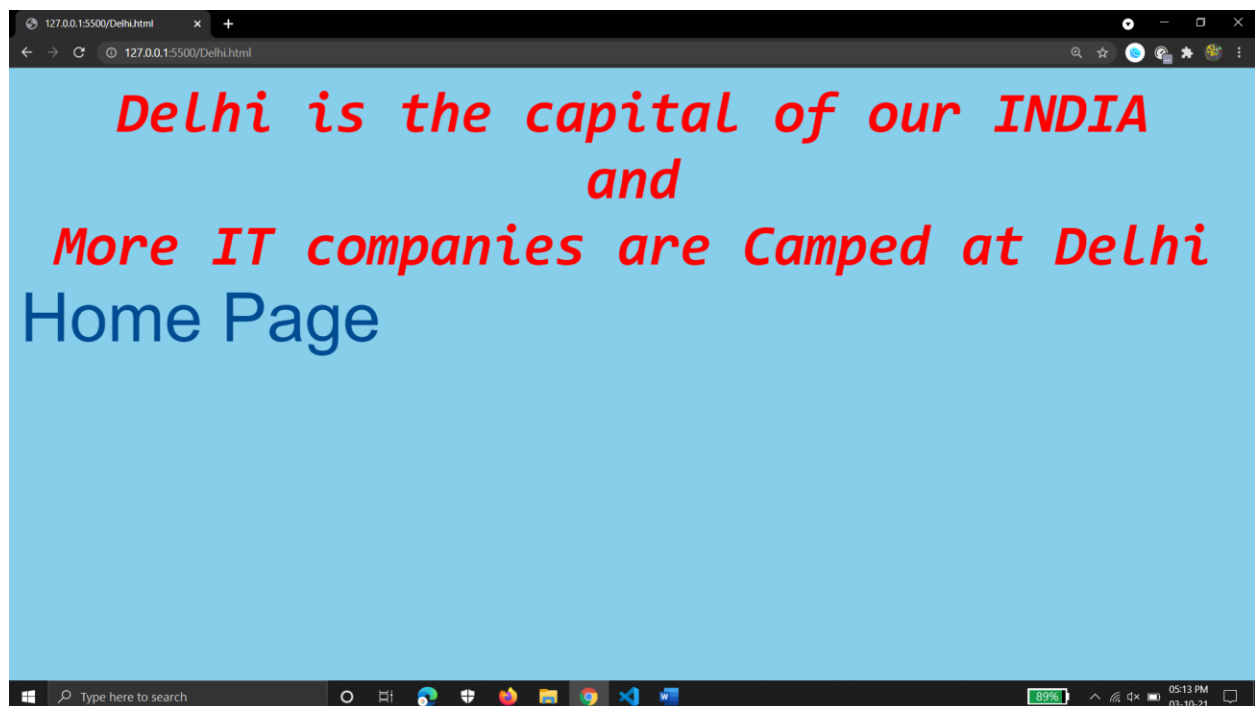 127.0.0.1:5500/Delhi.html
127.0.0.1:5500/Delhi.html
Delhi is the capital of our INDIA
and
More IT companies are Camped at Delhi
Home Page
Type here to search
89%
05:13 PM
03-10-21